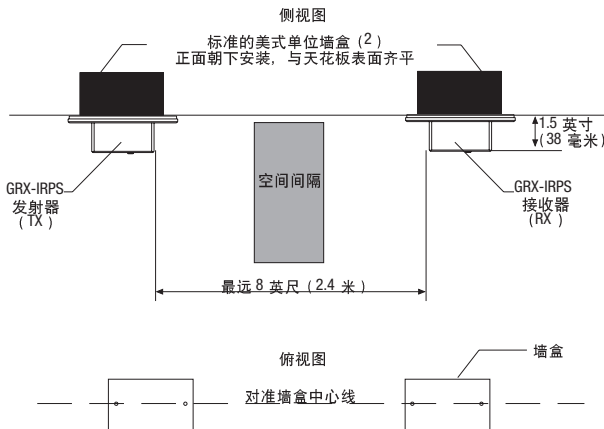 侧视图
标准的美式单位墙盒 (2)
正面朝下安装，与天花板表面齐平
1.5 英寸
(38 毫米)
空间间隔
GRX-IRPS
发射器
(TX)
GRX-IRPS
接收器
(RX)
最远 8 英尺 (2.4 米)
俯视图
墙盒
对准墙盒中心线